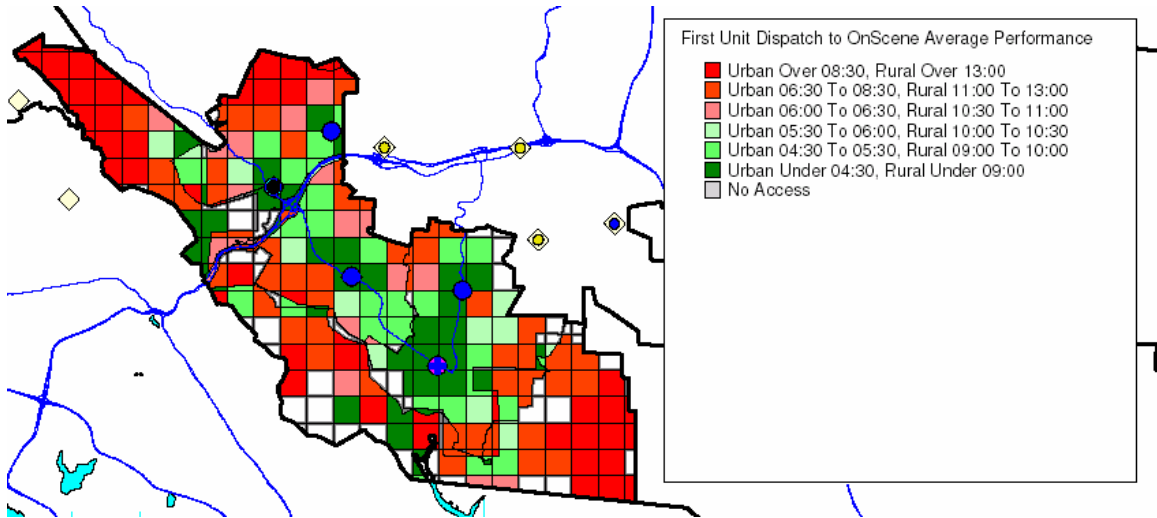 First Unit Dispatch to OnScene Average Performance
Urban Over 08:30, Rural Over 13:00
Urban 06:30 To 08:30, Rural 11:00 To 13:00
Urban 06:00 To 06:30, Rural 10:30 To 11:00
Urban 05:30 To 06:00, Rural 10:00 To 10:30
Urban 04:30 To 05:30, Rural 09:00 To 10:00
Urban Under 04:30, Rural Under 09:00
No Access